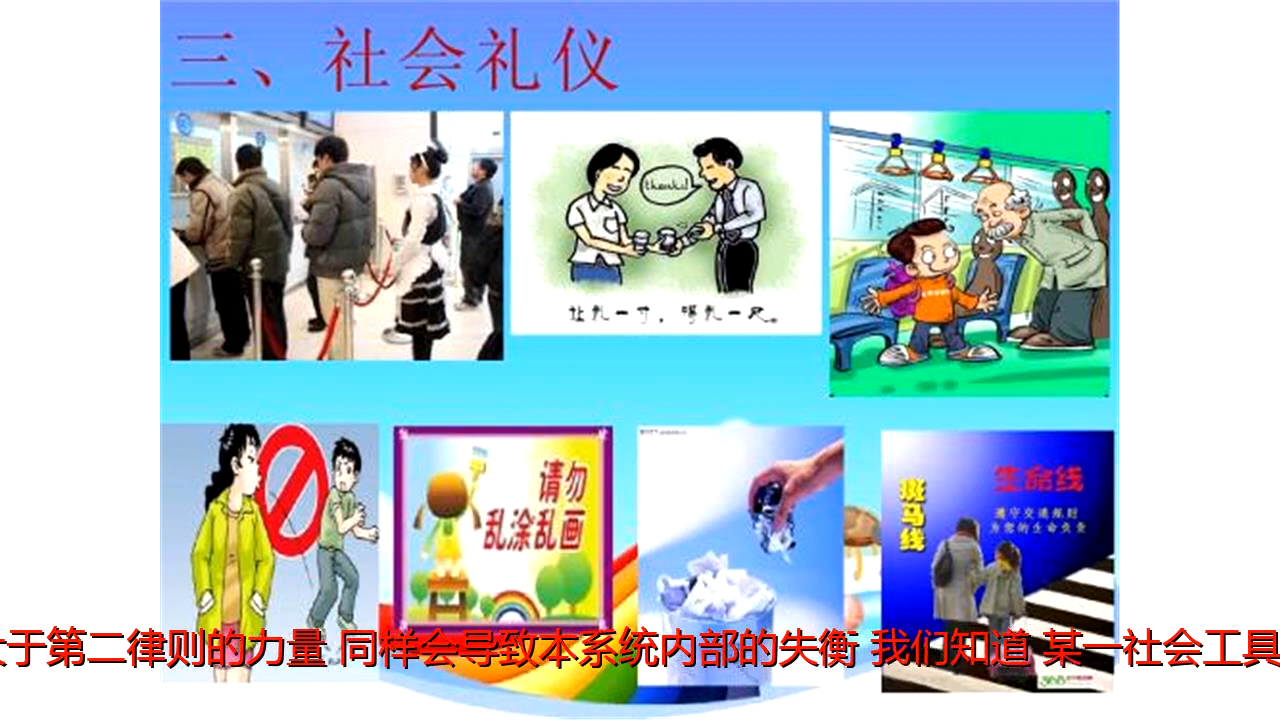 三、社会礼仪
thanks!
让礼一寸，得礼一尺。
请勿
乱涂乱画
斑马线
生命线
遵守交通规则
为您的生命负责
大于第二律则的力量 同样会导致本系统内部的失衡 我们知道 某一社会工具